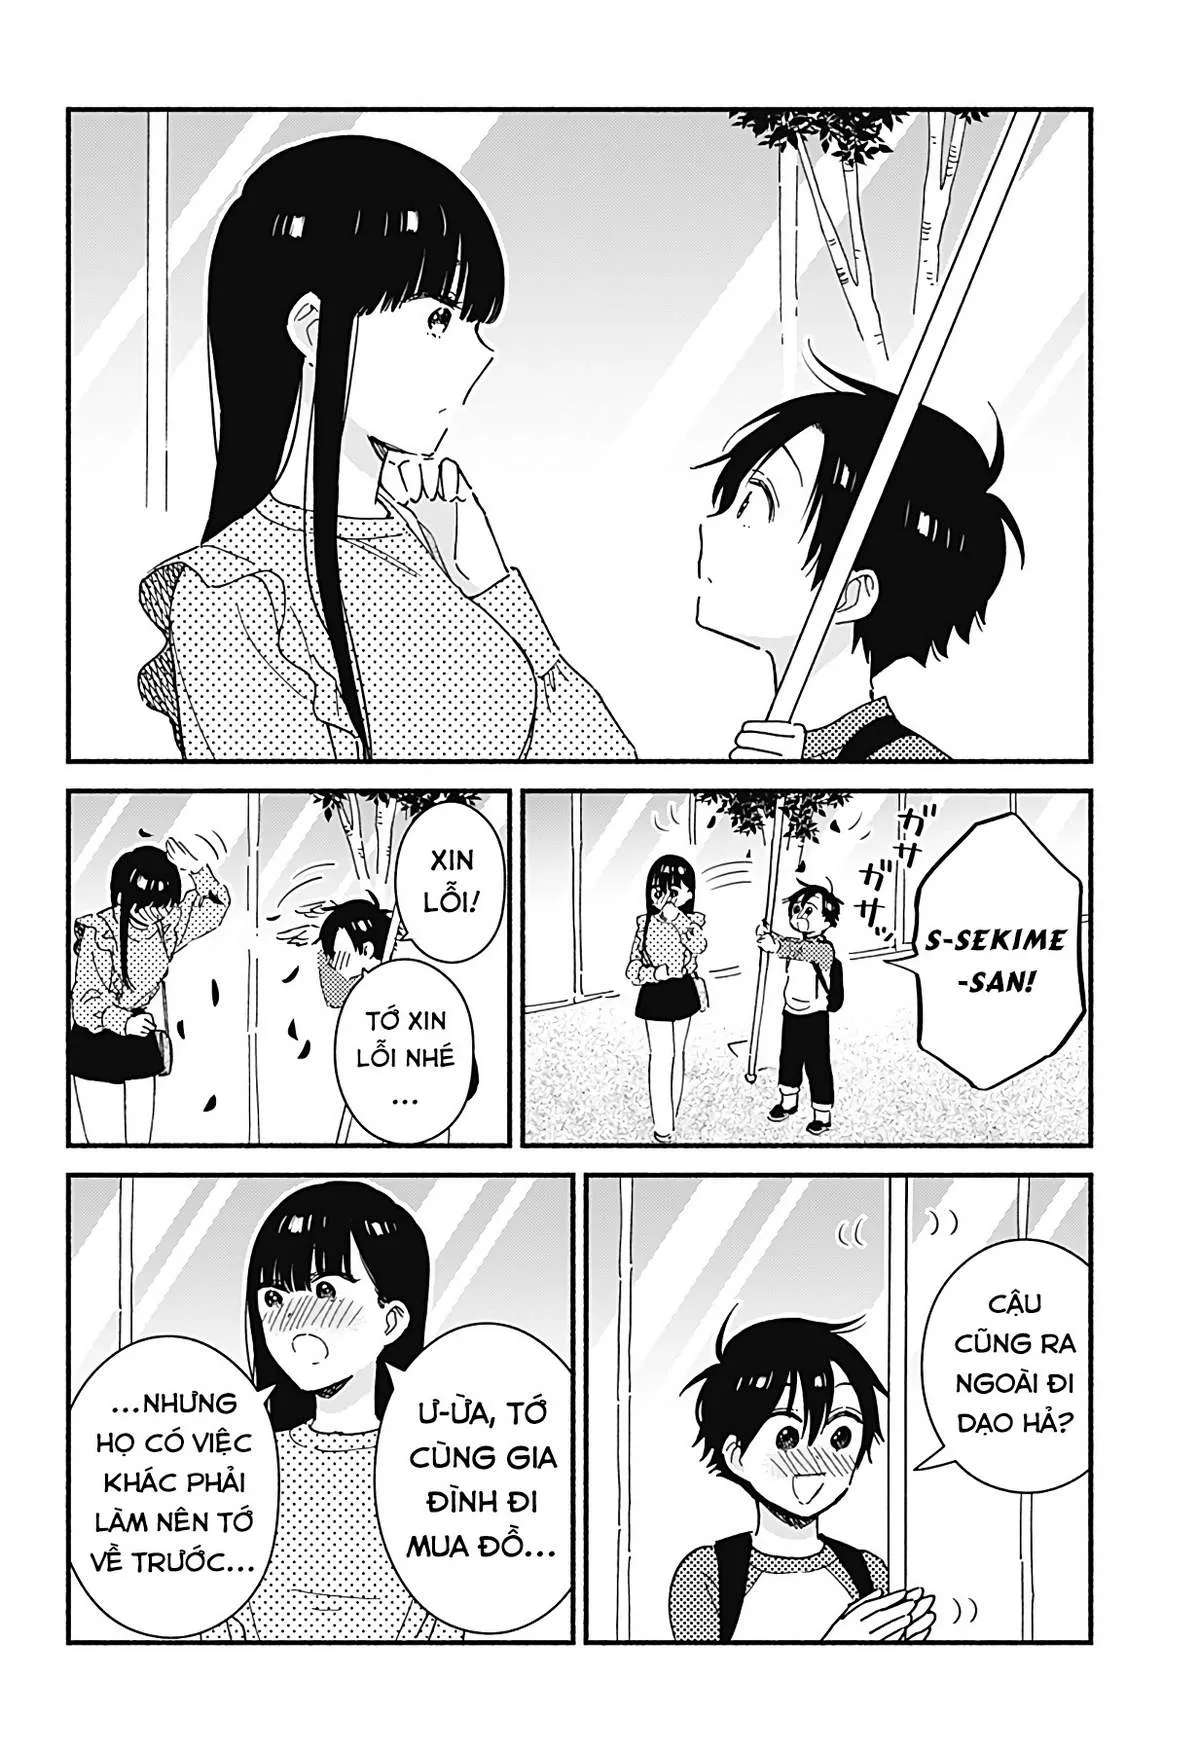 S-SEKIME
-SAN!
ガサ
ガサ
XIN
LỖI!
TỚ XIN
LỖI NHÉ
...
CẬU
CŨNG RA
NGOÀI ĐI
DẠO HẢ?
Ư-ỪA, TỚ
CÙNG GIA
ĐÌNH ĐI
MUA ĐỒ...
...NHƯNG
HỌ CÓ VIỆC
KHÁC PHẢI
LÀM NÊN TỚ
VỀ TRƯỚC...